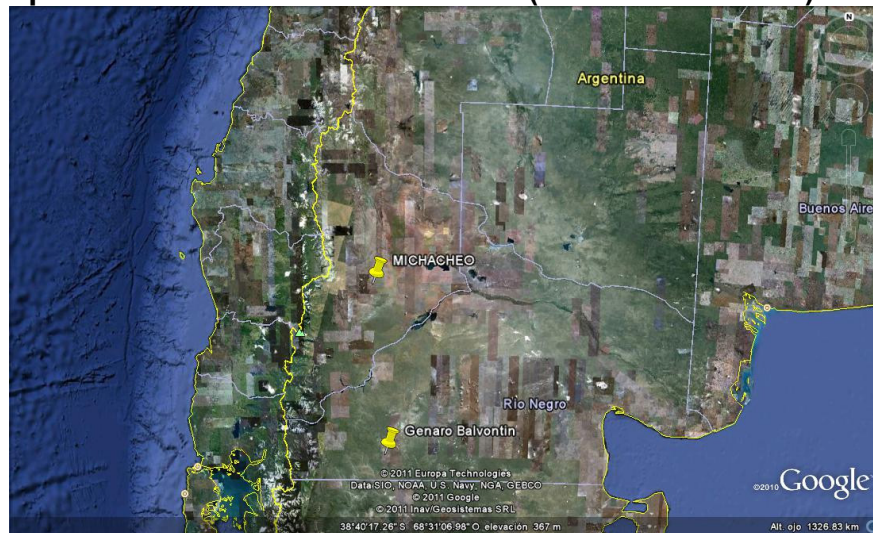 N
Argentina
Buenos Aire
MICHACHEO
Río Negro
Genaro Balvontin
© 2011 Europa Technologies
Data SIO, NOAA, U.S. Navy, NGA, GEBCO
© 2011 Google
© 2011 Inav/Geosistemas SRL
©2010 Google
38°40'17.26" S 68°31'06.98" O elevación 367 m
Alt. ojo 1326.83 km